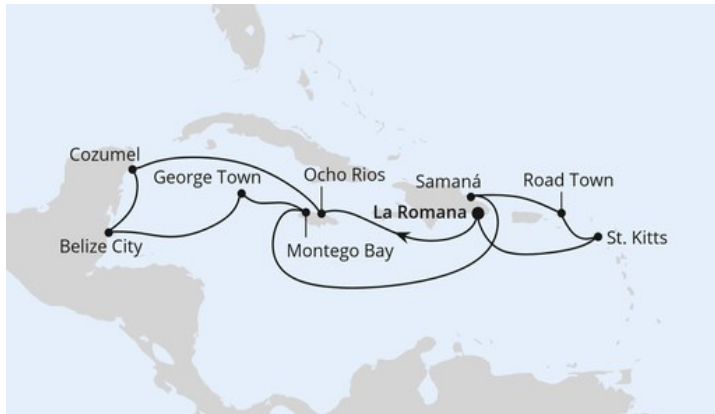 Cozumel
George Town
Ocho Rios
Samaná
Road Town
La Romana
Belize City
Montego Bay
St. Kitts